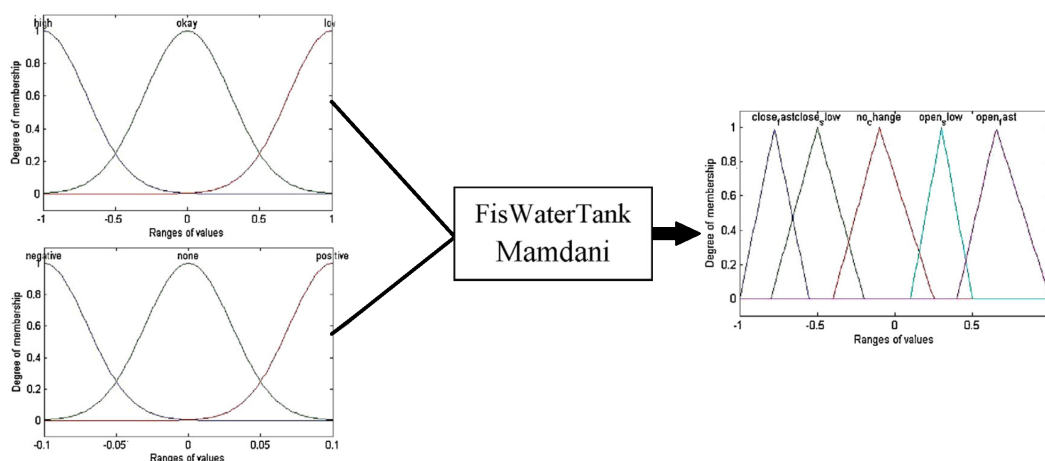 high okay low
Degree of membership
1
0.8
0.6
0.4
0.2
0
-1 -0.5 0 0.5 1
Ranges of values
negative none positive
Degree of membership
1
0.8
0.6
0.4
0.2
0
-0.1 -0.05 0 0.05 0.1
Ranges of values
FisWaterTank
Mamdani
close_fast close_slow no_change open_slow open_fast
Degree of membership
1
0.8
0.6
0.4
0.2
0
-1 -0.5 0 0.5
Ranges of values